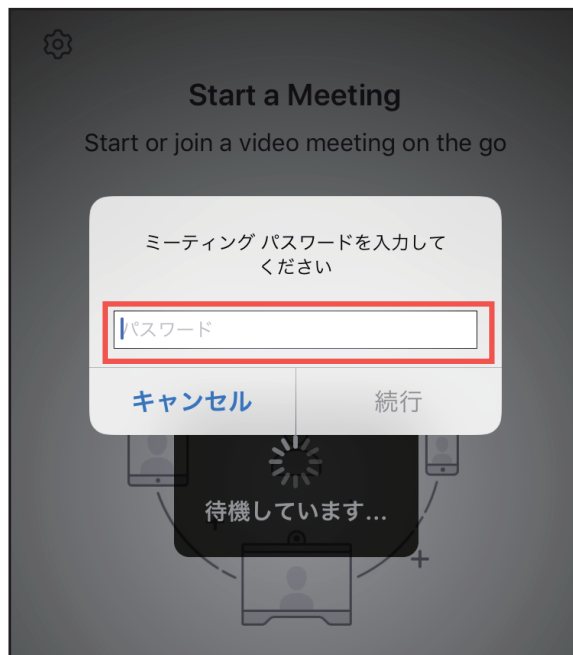 Start a Meeting
Start or join a video meeting on the go
ミーティング パスワードを入力して
ください
パスワード
キャンセル
続行
待機しています...